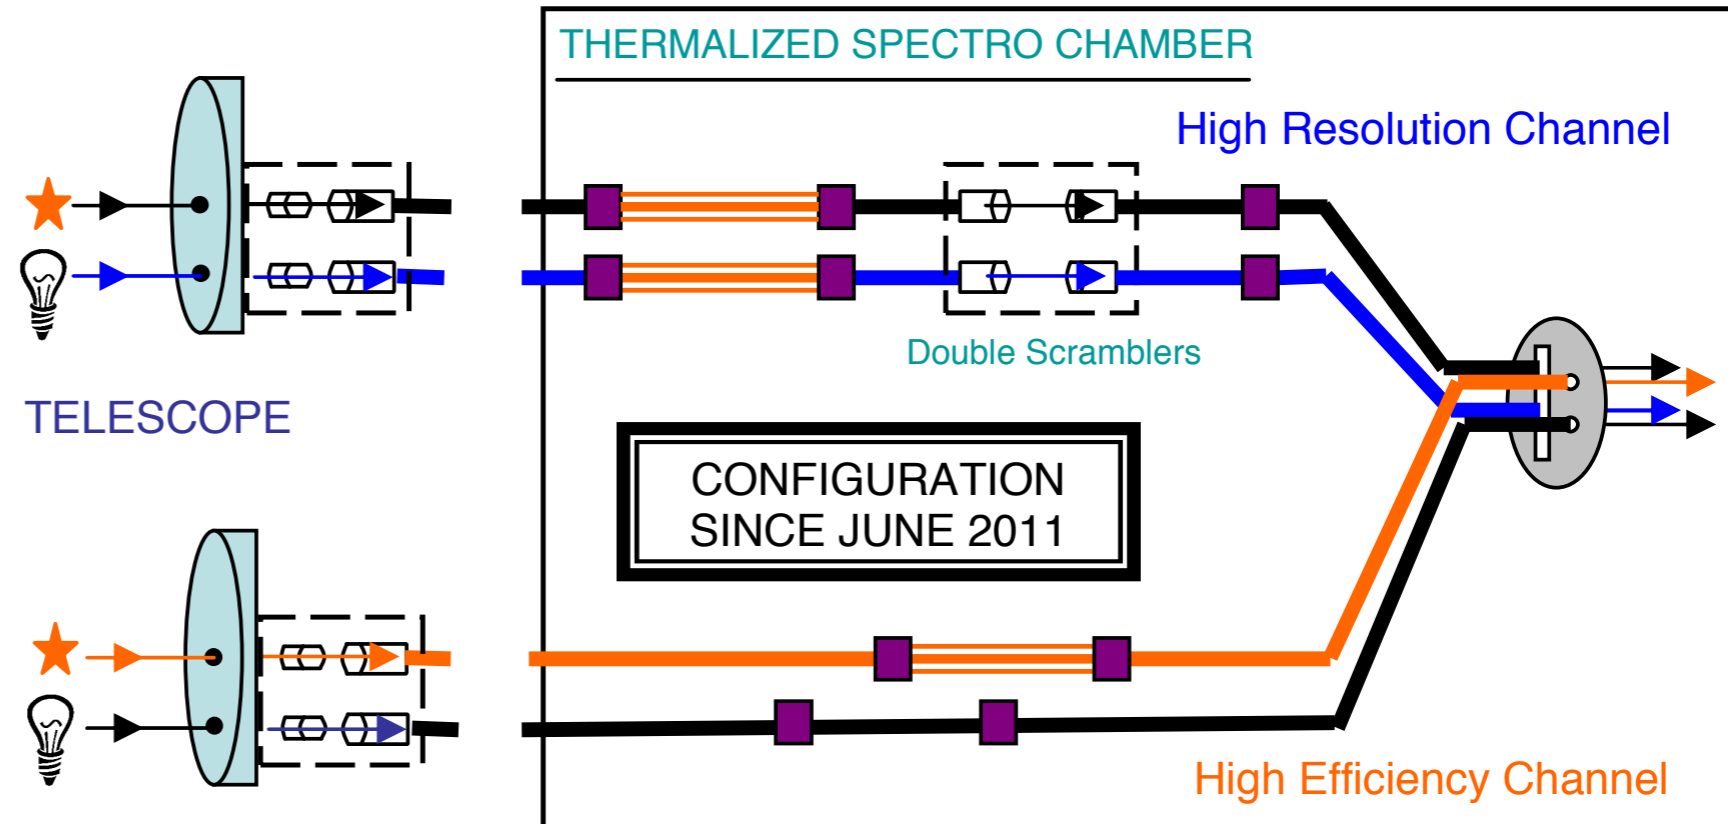 THERMALIZED SPECTRO CHAMBER
High Resolution Channel
Double Scramblers
TELESCOPE
CONFIGURATION
SINCE JUNE 2011
High Efficiency Channel